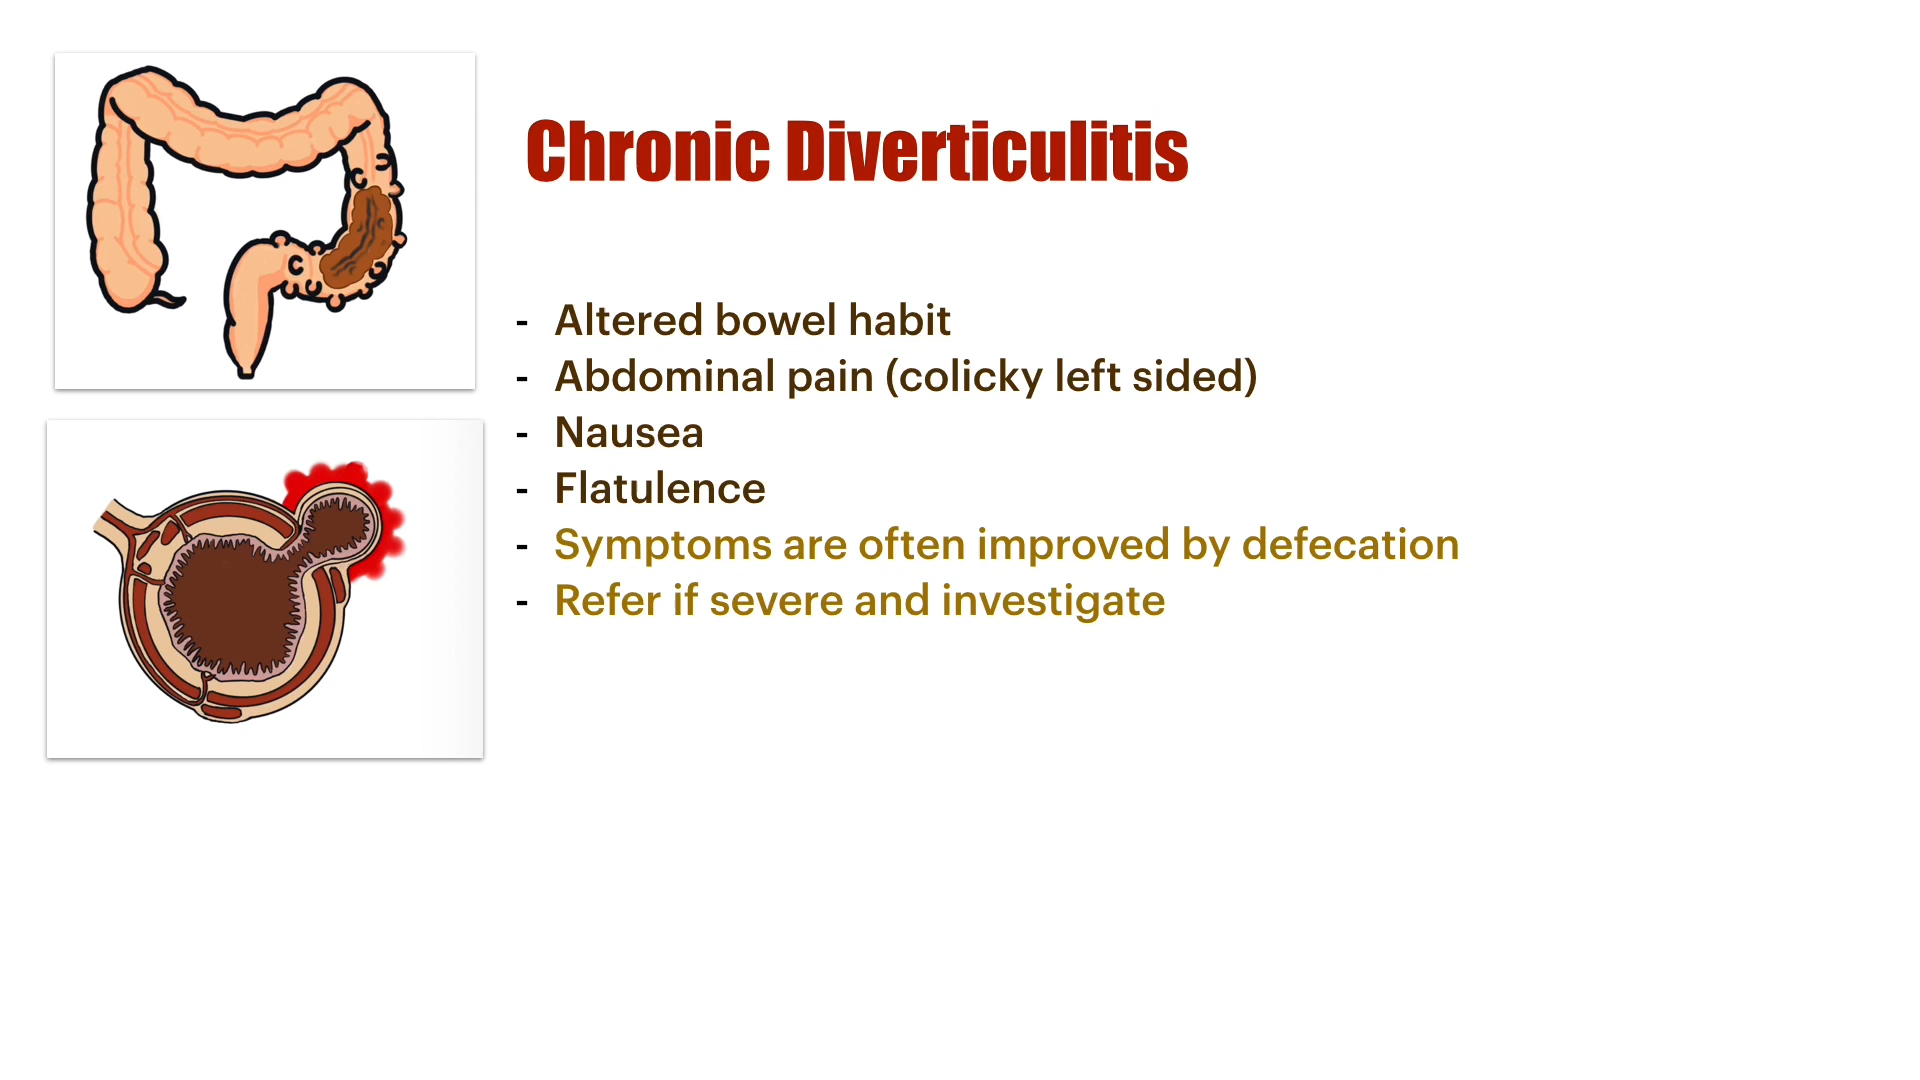 Chronic Diverticulitis
- Altered bowel habit
- Abdominal pain (colicky left sided)
- Nausea
- Flatulence
- Symptoms are often improved by defecation
- Refer if severe and investigate